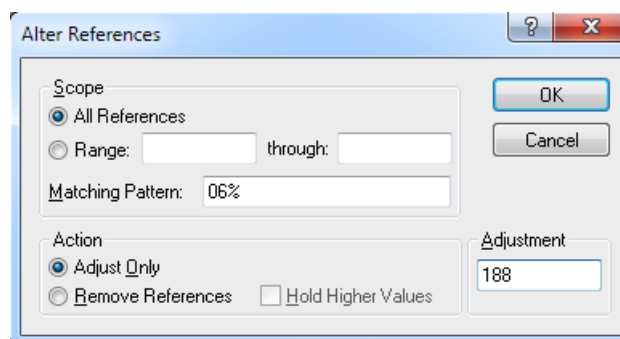 Alter References
Scope
All References
Range: through:
Matching Pattern: 06%
OK
Cancel
Action
Adjust Only
Remove References Hold Higher Values
Adjustment
188